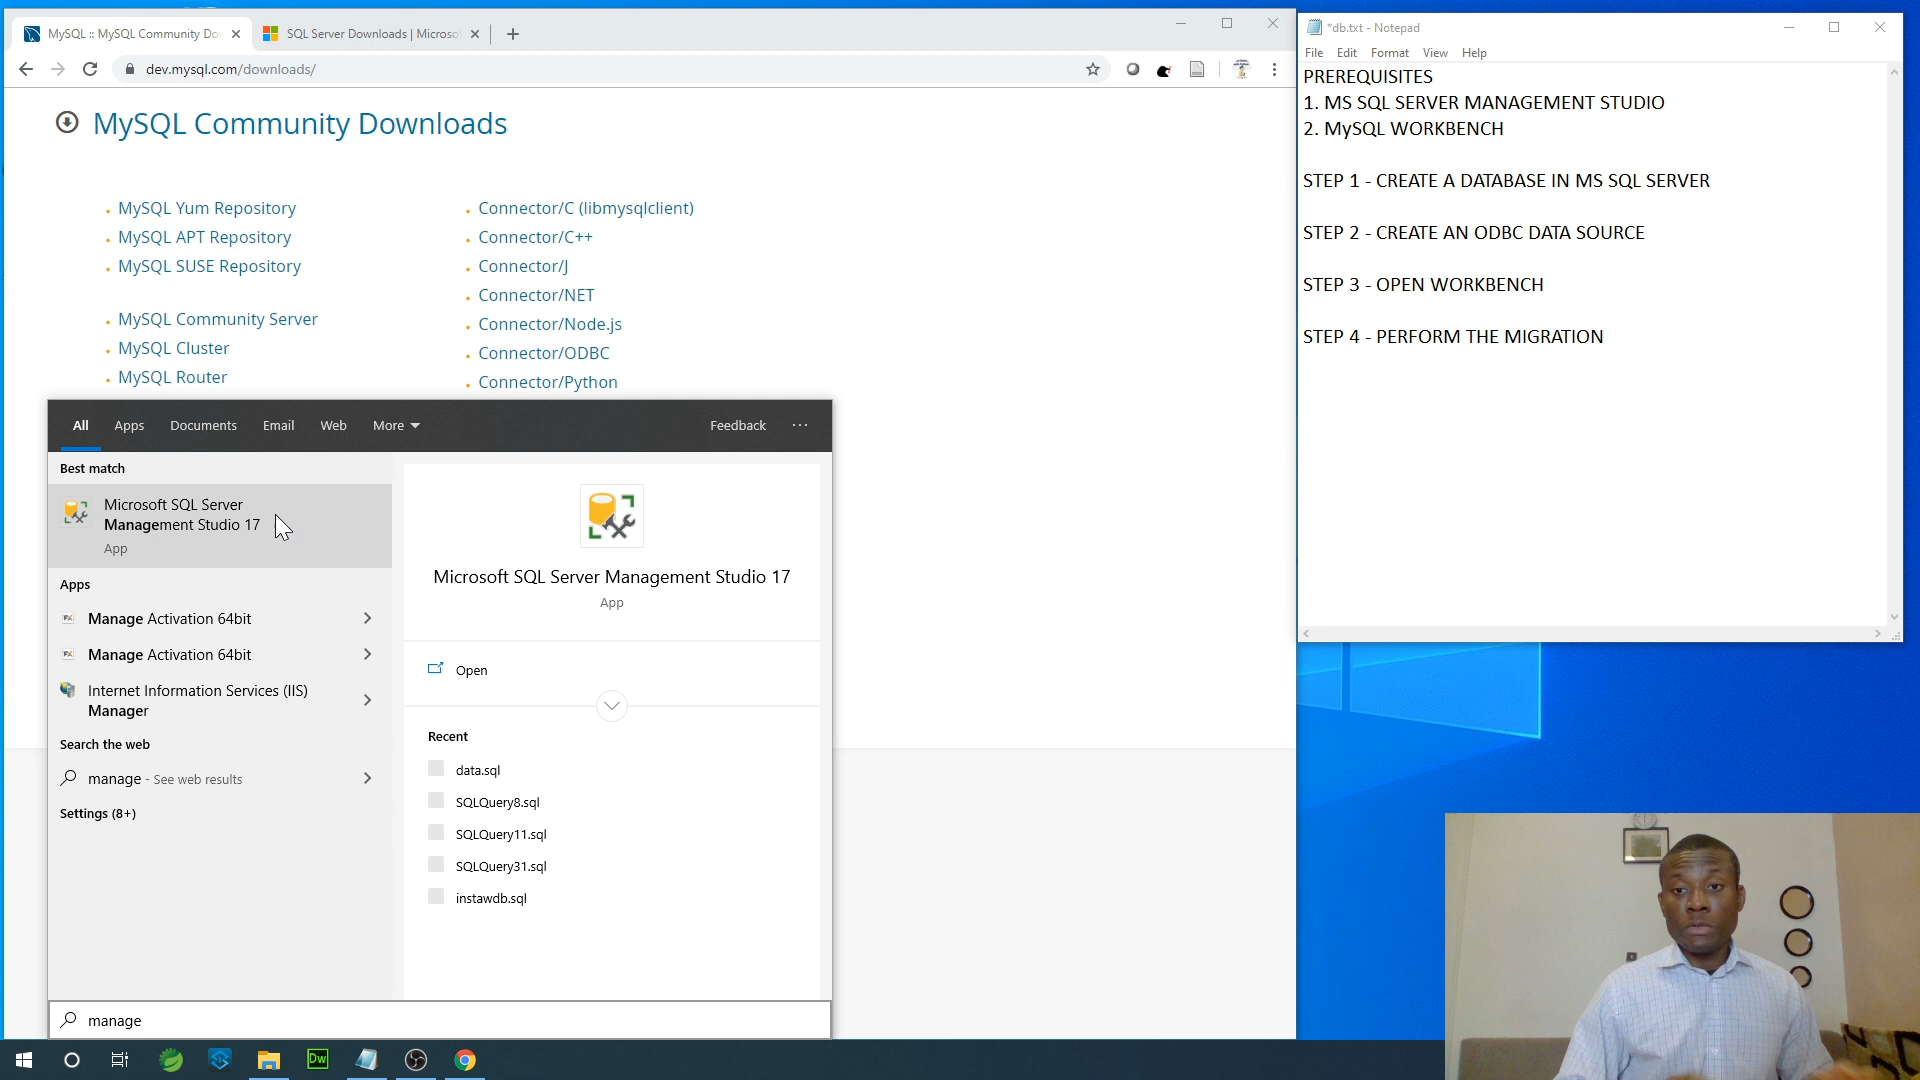 MySQL :: MySQL Community Do
SQL Server Downloads | Microso
dev.mysql.com/downloads/
MySQL Community Downloads
MySQL Yum Repository
MySQL APT Repository
MySQL SUSE Repository
MySQL Community Server
MySQL Cluster
MySQL Router
Connector/C (libmysqlclient)
Connector/C++
Connector/J
Connector/NET
Connector/Node.js
Connector/ODBC
Connector/Python
All Apps Documents Email Web More Feedback ...
Best match
Microsoft SQL Server
Management Studio 17
App
Apps
Manage Activation 64bit
Manage Activation 64bit
Internet Information Services (IIS)
Manager
Search the web
manage - See web results
Settings (8+)
Microsoft SQL Server Management Studio 17
App
Open
Recent
data.sql
SQLQuery8.sql
SQLQuery11.sql
SQLQuery31.sql
instawdb.sql
manage
Dw
*db.txt - Notepad
File Edit Format View Help
PREREQUISITES
1. MS SQL SERVER MANAGEMENT STUDIO
2. MySQL WORKBENCH
STEP 1 - CREATE A DATABASE IN MS SQL SERVER
STEP 2 - CREATE AN ODBC DATA SOURCE
STEP 3 - OPEN WORKBENCH
STEP 4 - PERFORM THE MIGRATION